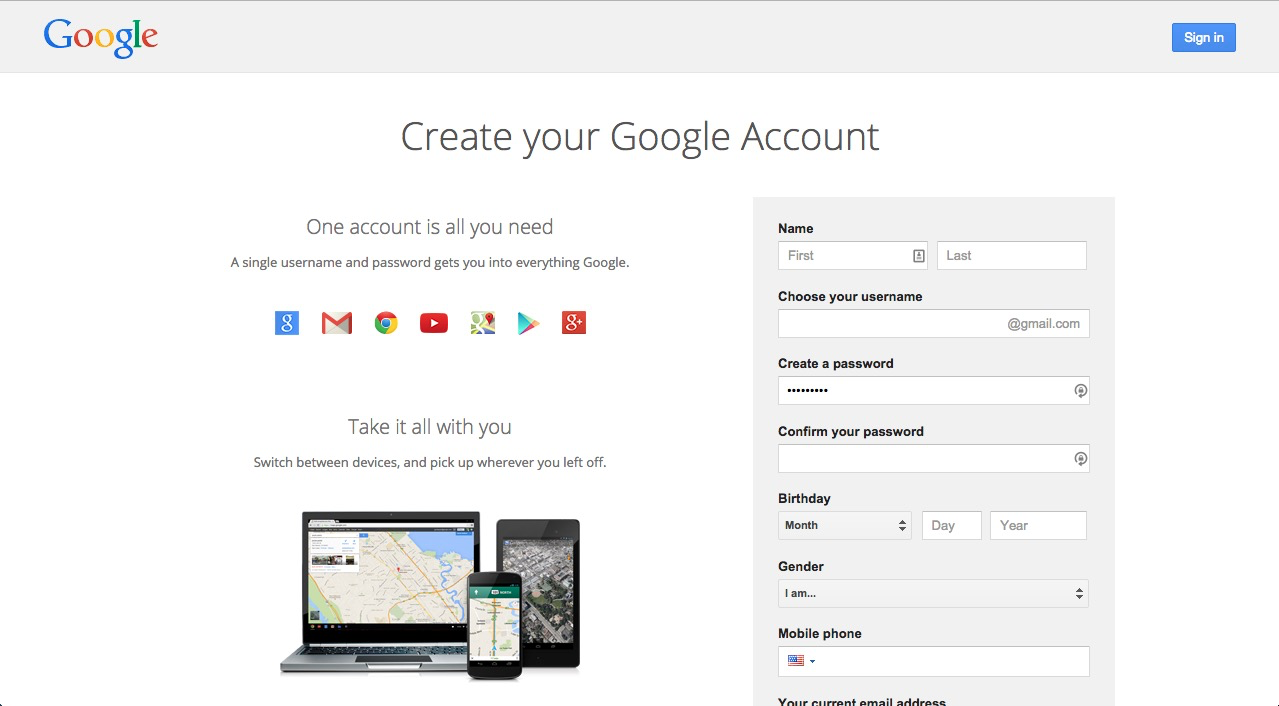 Google
Sign in
Create your Google Account
One account is all you need
A single username and password gets you into everything Google.
Take it all with you
Switch between devices, and pick up wherever you left off.
Name
First
Last
Choose your username
@gmail.com
Create a password
Confirm your password
Birthday
Month
Day
Year
Gender
I am...
Mobile phone
Your current email address